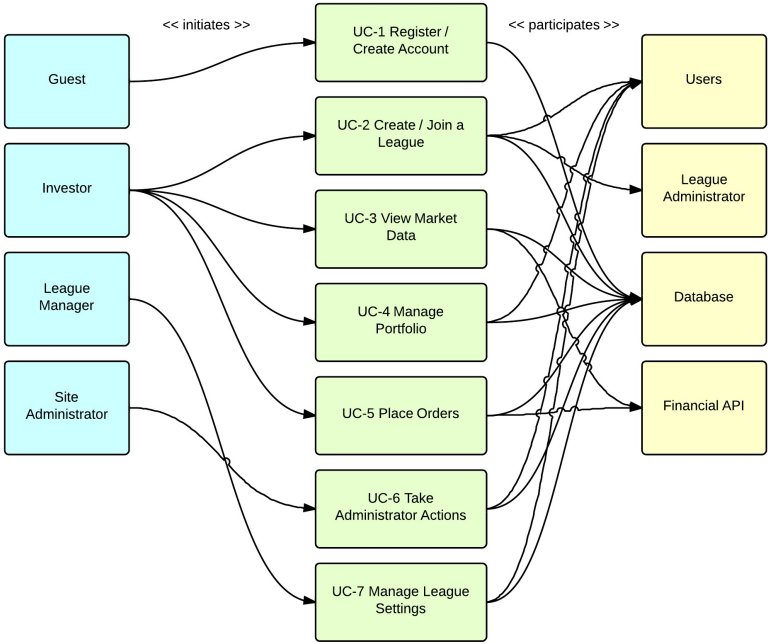 << initiates >>
<< participates >>
Guest
Investor
League
Manager
Site
Administrator
UC-1 Register /
Create Account
UC-2 Create / Join a
League
UC-3 View Market
Data
UC-4 Manage
Portfolio
UC-5 Place Orders
UC-6 Take
Administrator Actions
UC-7 Manage League
Settings
Users
League
Administrator
Database
Financial API